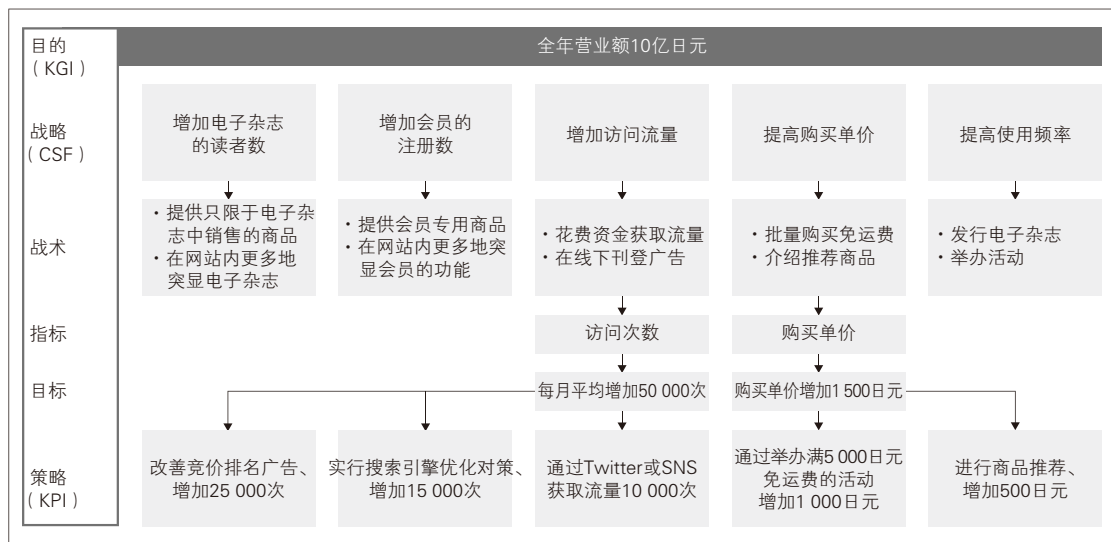 目的
（KGI）
全年营业额10亿日元
战略
（CSF）
增加电子杂志
的读者数
增加会员的
注册数
增加访问流量
提高购买单价
提高使用频率
战术
・提供只限于电子杂
志中销售的商品
・在网站内更多地
突显电子杂志
・提供会员专用商品
・在网站内更多地突
显会员的功能
・花费资金获取流量
・在线下刊登广告
・批量购买免运费
・介绍推荐商品
・发行电子杂志
・举办活动
指标
访问次数
购买单价
目标
每月平均增加50 000次
购买单价增加1 500日元
策略
（KPI）
改善竞价排名广告、
增加25 000次
实行搜索引擎优化对策、
增加15 000次
通过Twitter或SNS
获取流量10 000次
通过举办满5 000日元
免运费的活动
增加1 000日元
进行商品推荐、
增加500日元